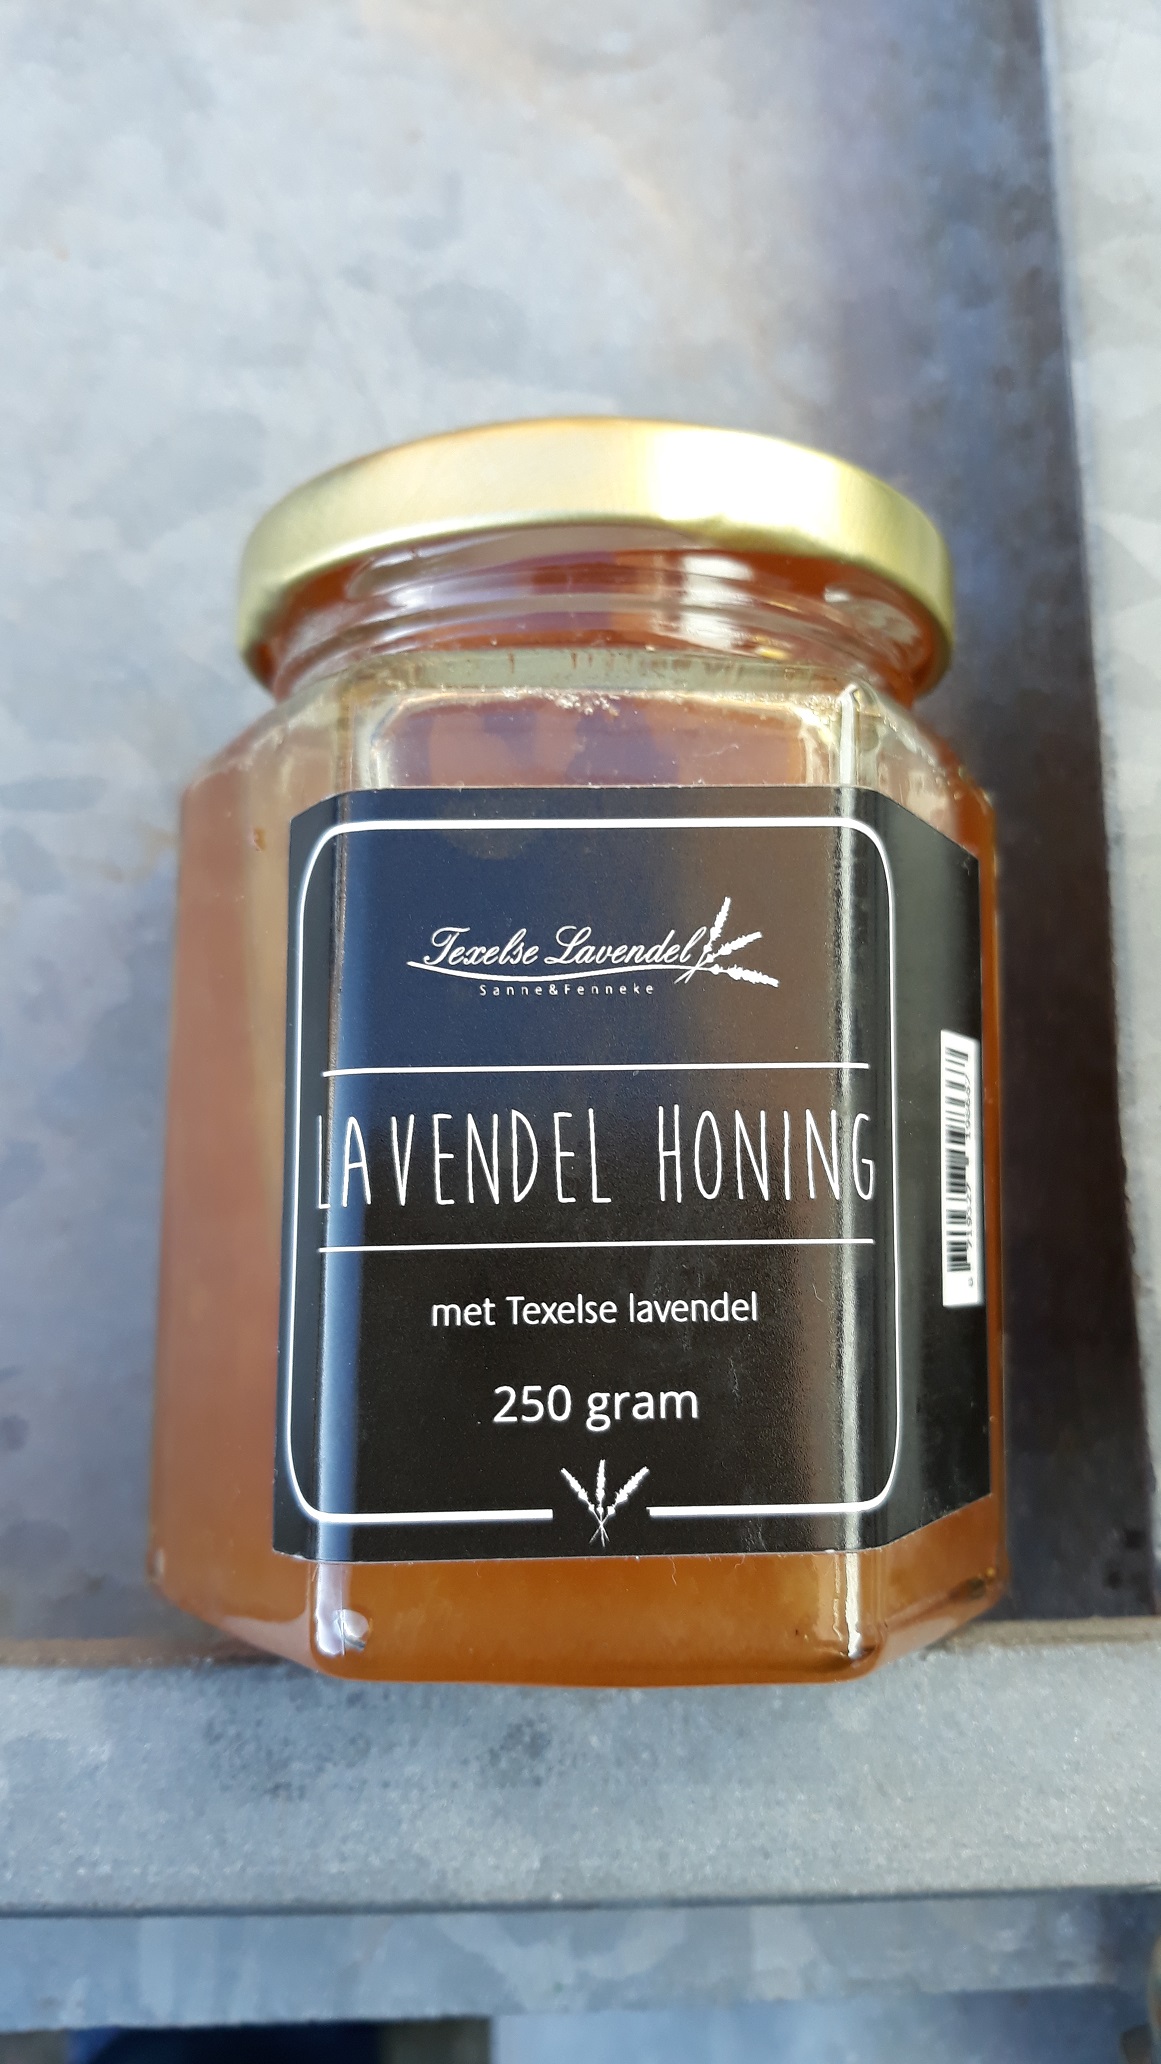 Texelse Lavendel
Sanne&Fenneke
LAVENDEL HONING
met Texelse lavendel
250 gram